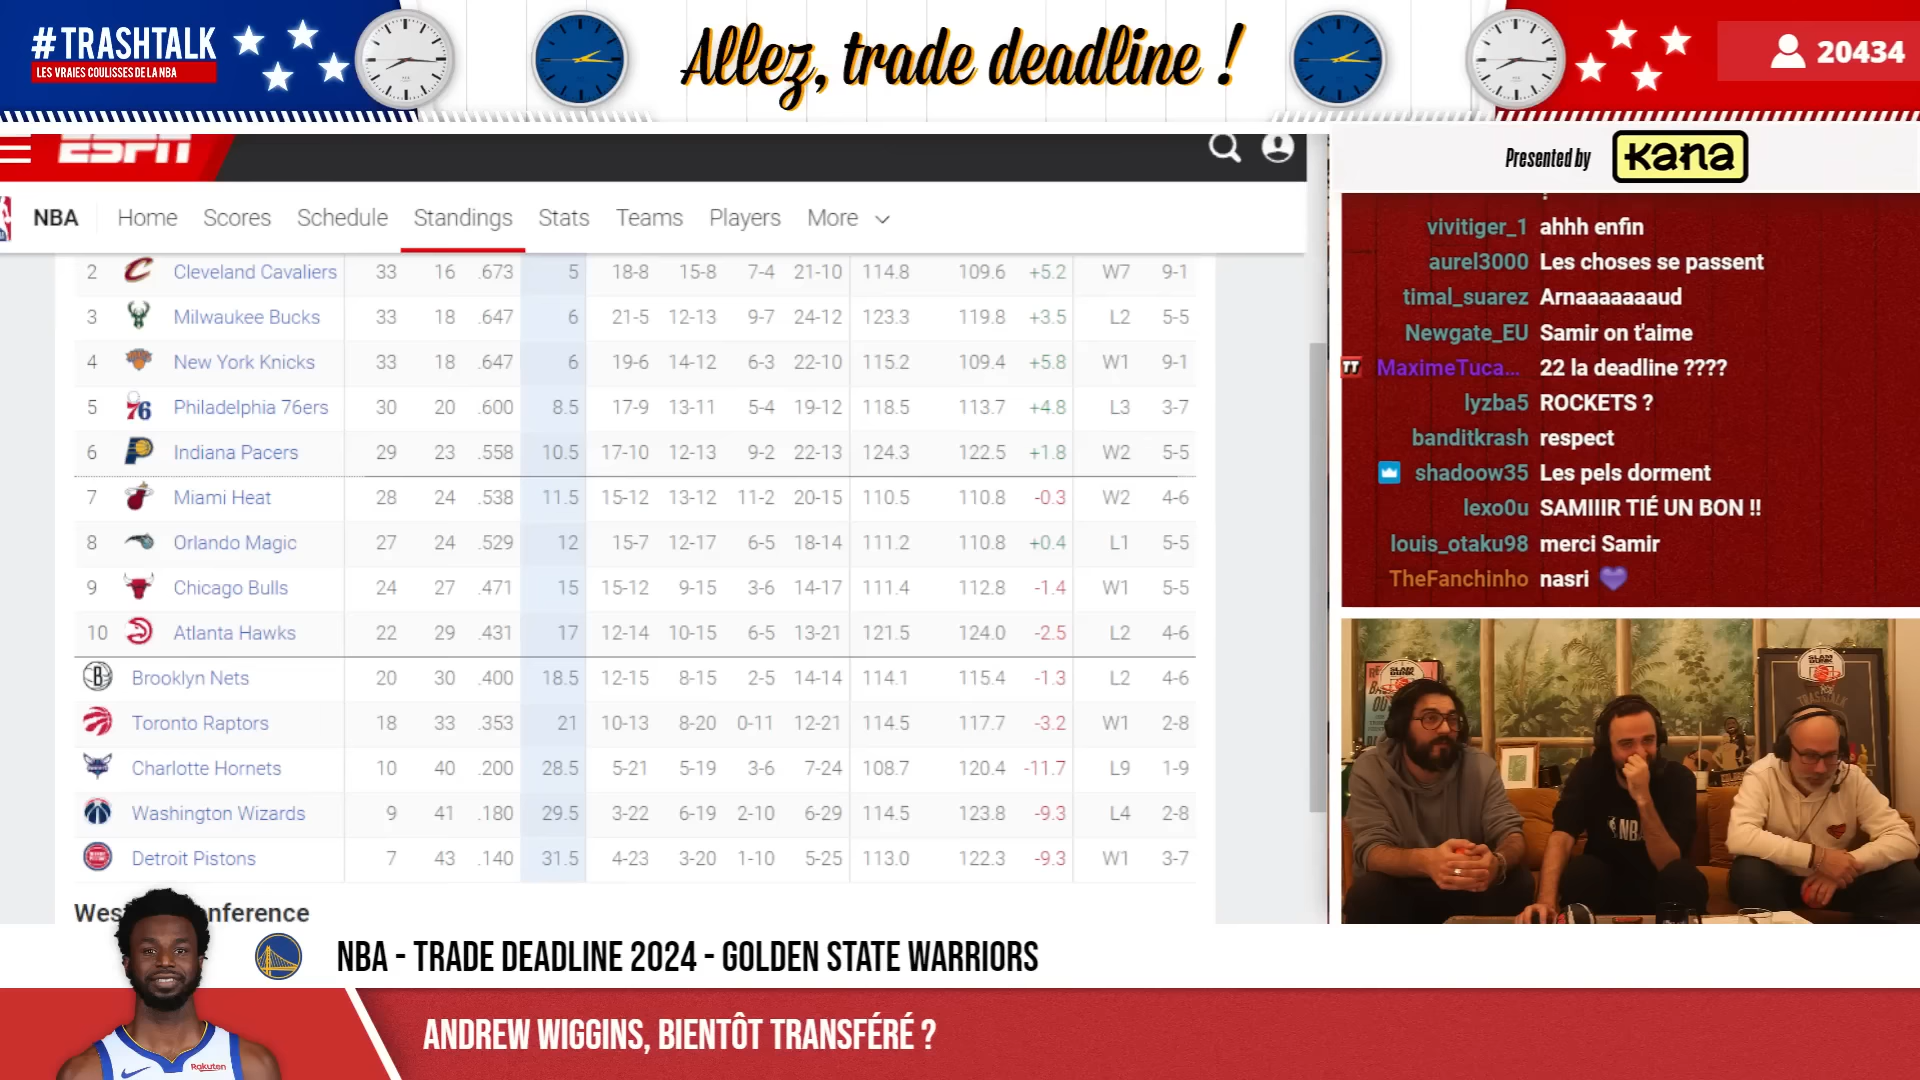 #TRASHTALK
LES VRAIES COULISSES DE LA NBA
Allez, trade deadline !
20434
ESPN
NBA Home Scores Schedule Standings Stats Teams Players More
2 Cleveland Cavaliers 33 16 .673 5 18-8 15-8 7-4 21-10 114.8 109.6 +5.2 W7 9-1
3 Milwaukee Bucks 33 18 .647 6 21-5 12-13 9-7 24-12 123.3 119.8 +3.5 L2 5-5
4 New York Knicks 33 18 .647 6 19-6 14-12 6-3 22-10 115.2 109.4 +5.8 W1 9-1
5 76 Philadelphia 76ers 30 20 .600 8.5 17-9 13-11 5-4 19-12 118.5 113.7 +4.8 L3 3-7
6 Indiana Pacers 29 23 .558 10.5 17-10 12-13 9-2 22-13 124.3 122.5 +1.8 W2 5-5
7 Miami Heat 28 24 .538 11.5 15-12 13-12 11-2 20-15 110.5 110.8 -0.3 W2 4-6
8 Orlando Magic 27 24 .529 12 15-7 12-17 6-5 18-14 111.2 110.8 +0.4 L1 5-5
9 Chicago Bulls 24 27 .471 15 15-12 9-15 3-6 14-17 111.4 112.8 -1.4 W1 5-5
10 Atlanta Hawks 22 29 .431 17 12-14 10-15 6-5 13-21 121.5 124.0 -2.5 L2 4-6
B Brooklyn Nets 20 30 .400 18.5 12-15 8-15 2-5 14-14 114.1 115.4 -1.3 L2 4-6
Toronto Raptors 18 33 .353 21 10-13 8-20 0-11 12-21 114.5 117.7 -3.2 W1 2-8
Charlotte Hornets 10 40 .200 28.5 5-21 5-19 3-6 7-24 108.7 120.4 -11.7 L9 1-9
Washington Wizards 9 41 .180 29.5 3-22 6-19 2-10 6-29 114.5 123.8 -9.3 L4 2-8
Detroit Pistons 7 43 .140 31.5 4-23 3-20 1-10 5-25 113.0 122.3 -9.3 W1 3-7
Wes nference
Presented by kana
vivitiger_1 ahhh enfin
aurel3000 Les choses se passent
timal_suarez Arnaaaaaaaud
Newgate_EU Samir on t'aime
TT MaximeTuca... 22 la deadline ????
lyzba5 ROCKETS ?
banditkrash respect
shadoow35 Les pels dorment
lexo0u SAMIIIR TIÉ UN BON !!
louis_otaku98 merci Samir
TheFanchinho nasri
SLAM DUNK
SLAM DUNK
TRASHTALK
NBA
NBA - TRADE DEADLINE 2024 - GOLDEN STATE WARRIORS
ANDREW WIGGINS, BIENTÔT TRANSFÉRÉ ?
Rakuten